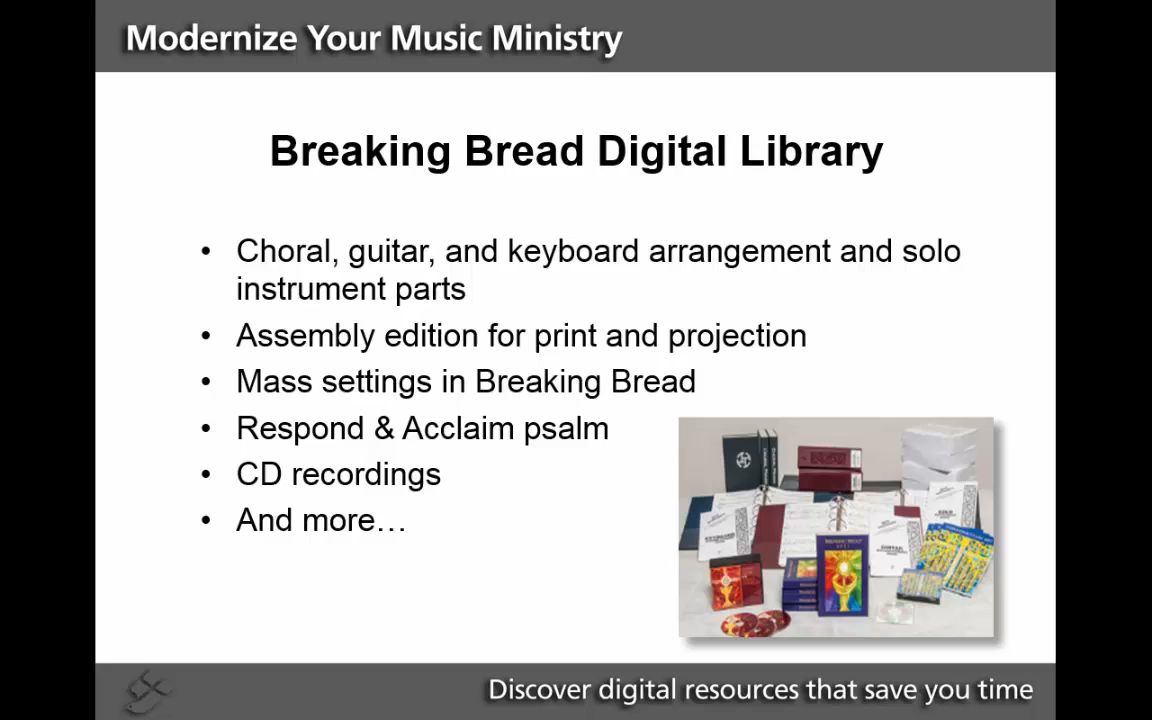 Modernize Your Music Ministry
Breaking Bread Digital Library
• Choral, guitar, and keyboard arrangement and solo
instrument parts
• Assembly edition for print and projection
• Mass settings in Breaking Bread
• Respond & Acclaim psalm
• CD recordings
• And more…
BREAKING BREAD
Discover digital resources that save you time